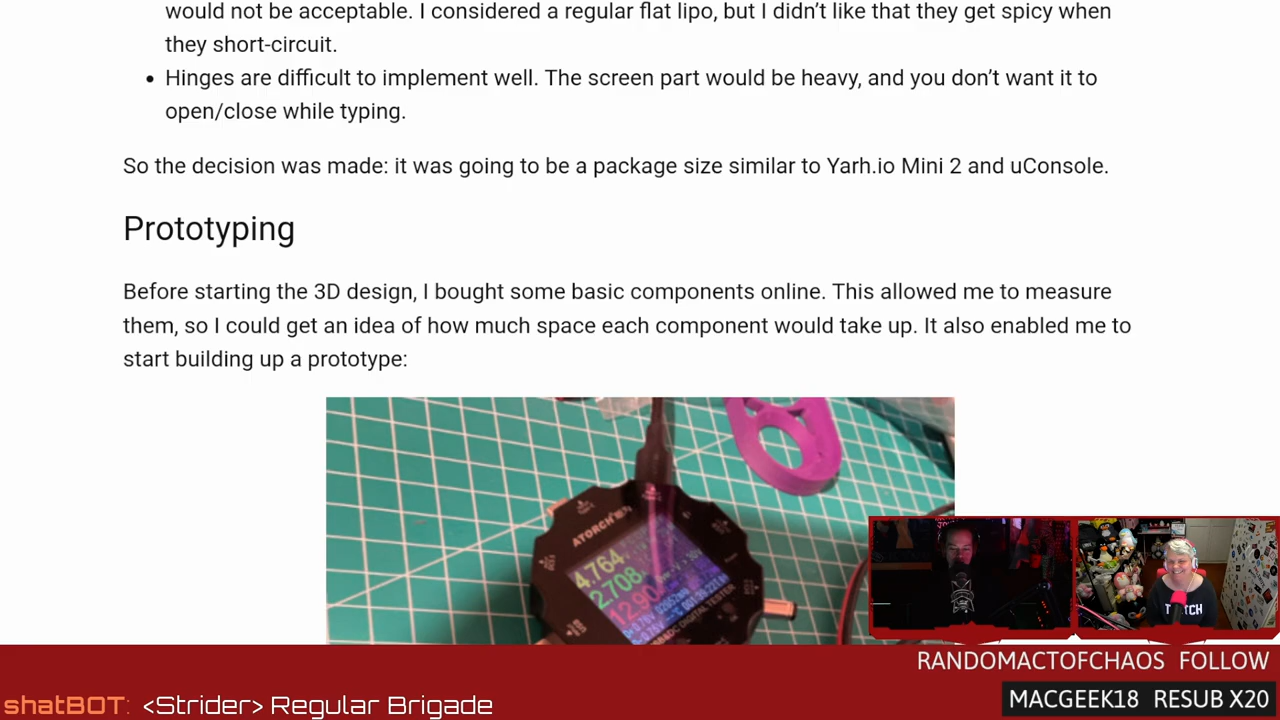 would not be acceptable. I considered a regular flat lipo, but I didn’t like that they get spicy when
they short-circuit.
• Hinges are difficult to implement well. The screen part would be heavy, and you don’t want it to
open/close while typing.
So the decision was made: it was going to be a package size similar to Yarh.io Mini 2 and uConsole.
Prototyping
Before starting the 3D design, I bought some basic components online. This allowed me to measure
them, so I could get an idea of how much space each component would take up. It also enabled me to
start building up a prototype:
ATORCH
4.764
2.708
12.90
TESTER
RANDOMACTOFCHAOS FOLLOW
MACGEEK18 RESUB X20
shatBOT: <Strider> Regular Brigade